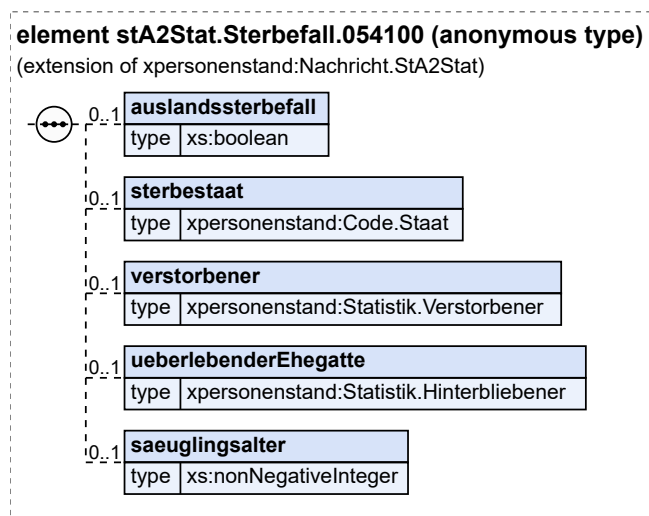 element stA2Stat.Sterbefall.054100 (anonymous type)
(extension of xpersonenstand:Nachricht.StA2Stat)
0..1 auslandssterbefall
type xs:boolean
0..1 sterbestaat
type xpersonenstand:Code.Staat
0..1 verstorbener
type xpersonenstand:Statistik.Verstorbener
0..1 ueberlebenderEhegatte
type xpersonenstand:Statistik.Hinterbliebener
0..1 saeuglingsalter
type xs:nonNegativeInteger